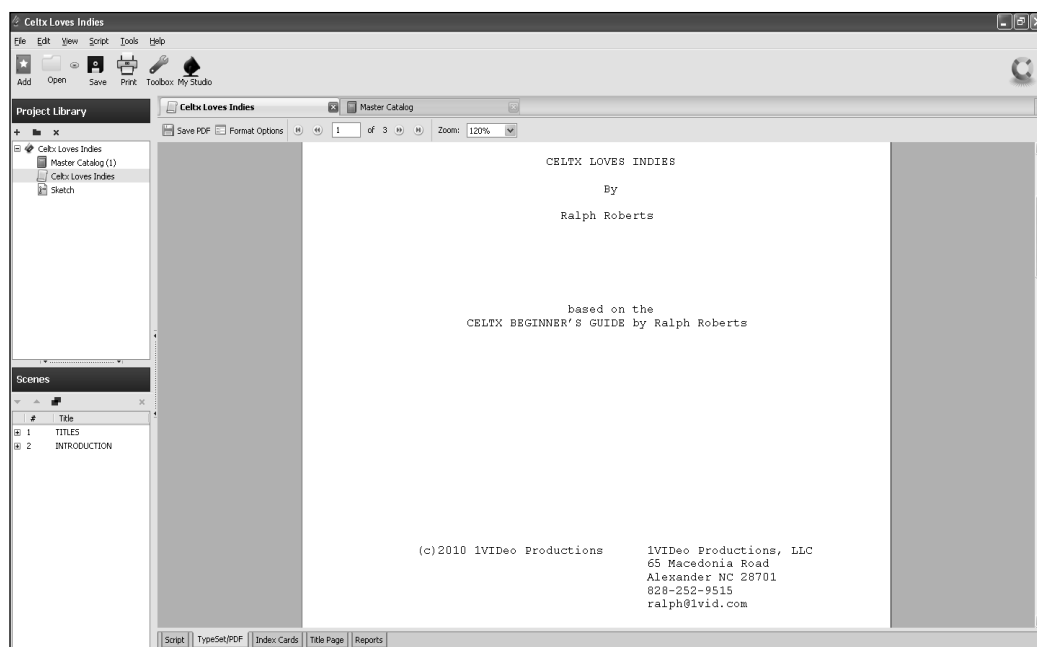 Celtx Loves Indies
File Edit View Script Tools Help
Add Open Save Print Toolbox My Studio
Project Library
Celtx Loves Indies
Master Catalog (1)
Celtx Loves Indies
Sketch
Scenes
# Title
1 TITLES
2 INTRODUCTION
Celtx Loves Indies Master Catalog
Save PDF Format Options 1 of 3 Zoom: 120%
CELTX LOVES INDIES
By
Ralph Roberts
based on the
CELTX BEGINNER'S GUIDE by Ralph Roberts
(c)2010 1VIDeo Productions 1VIDeo Productions, LLC
65 Macedonia Road
Alexander NC 28701
828-252-9515
ralph@1vid.com
Script TypeSet/PDF Index Cards Title Page Reports